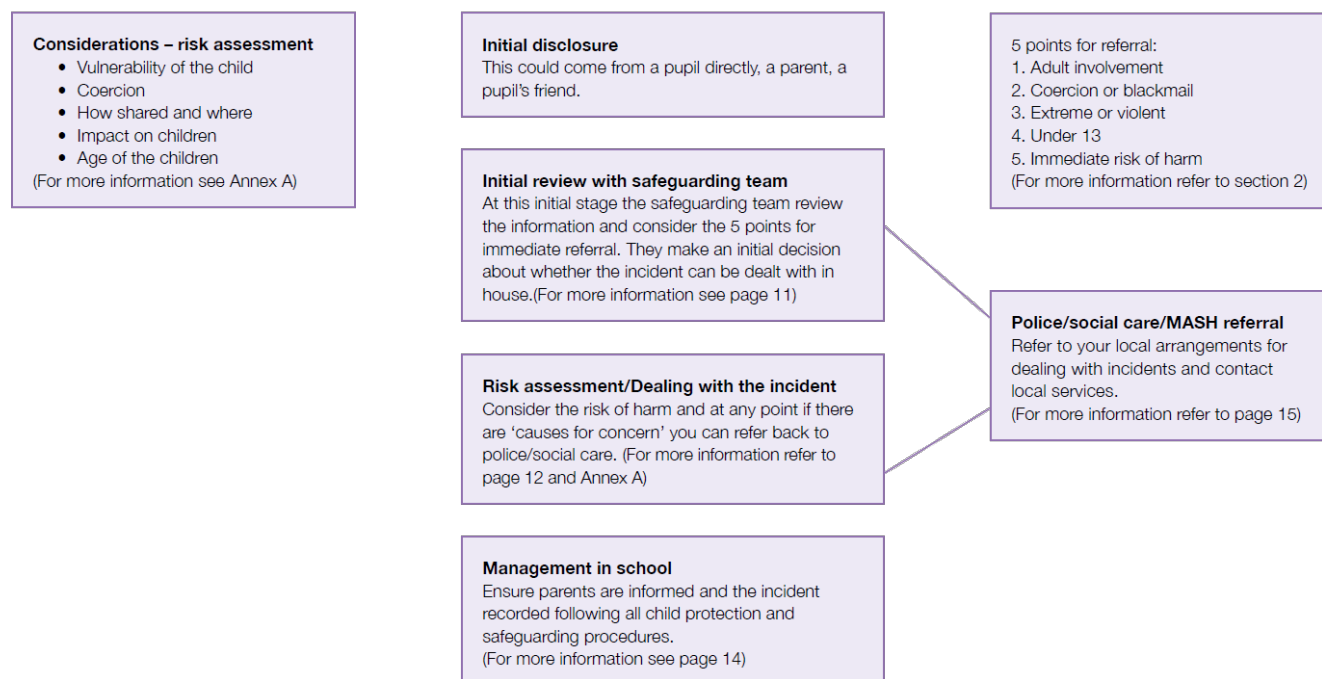 Considerations – risk assessment
• Vulnerability of the child
• Coercion
• How shared and where
• Impact on children
• Age of the children
(For more information see Annex A)
Initial disclosure
This could come from a pupil directly, a parent, a
pupil’s friend.
5 points for referral:
1. Adult involvement
2. Coercion or blackmail
3. Extreme or violent
4. Under 13
5. Immediate risk of harm
(For more information refer to section 2)
Initial review with safeguarding team
At this initial stage the safeguarding team review
the information and consider the 5 points for
immediate referral. They make an initial decision
about whether the incident can be dealt with in
house.(For more information see page 11)
Police/social care/MASH referral
Refer to your local arrangements for
dealing with incidents and contact
local services.
(For more information refer to page 15)
Risk assessment/Dealing with the incident
Consider the risk of harm and at any point if there
are ‘causes for concern’ you can refer back to
police/social care. (For more information refer to
page 12 and Annex A)
Management in school
Ensure parents are informed and the incident
recorded following all child protection and
safeguarding procedures.
(For more information see page 14)